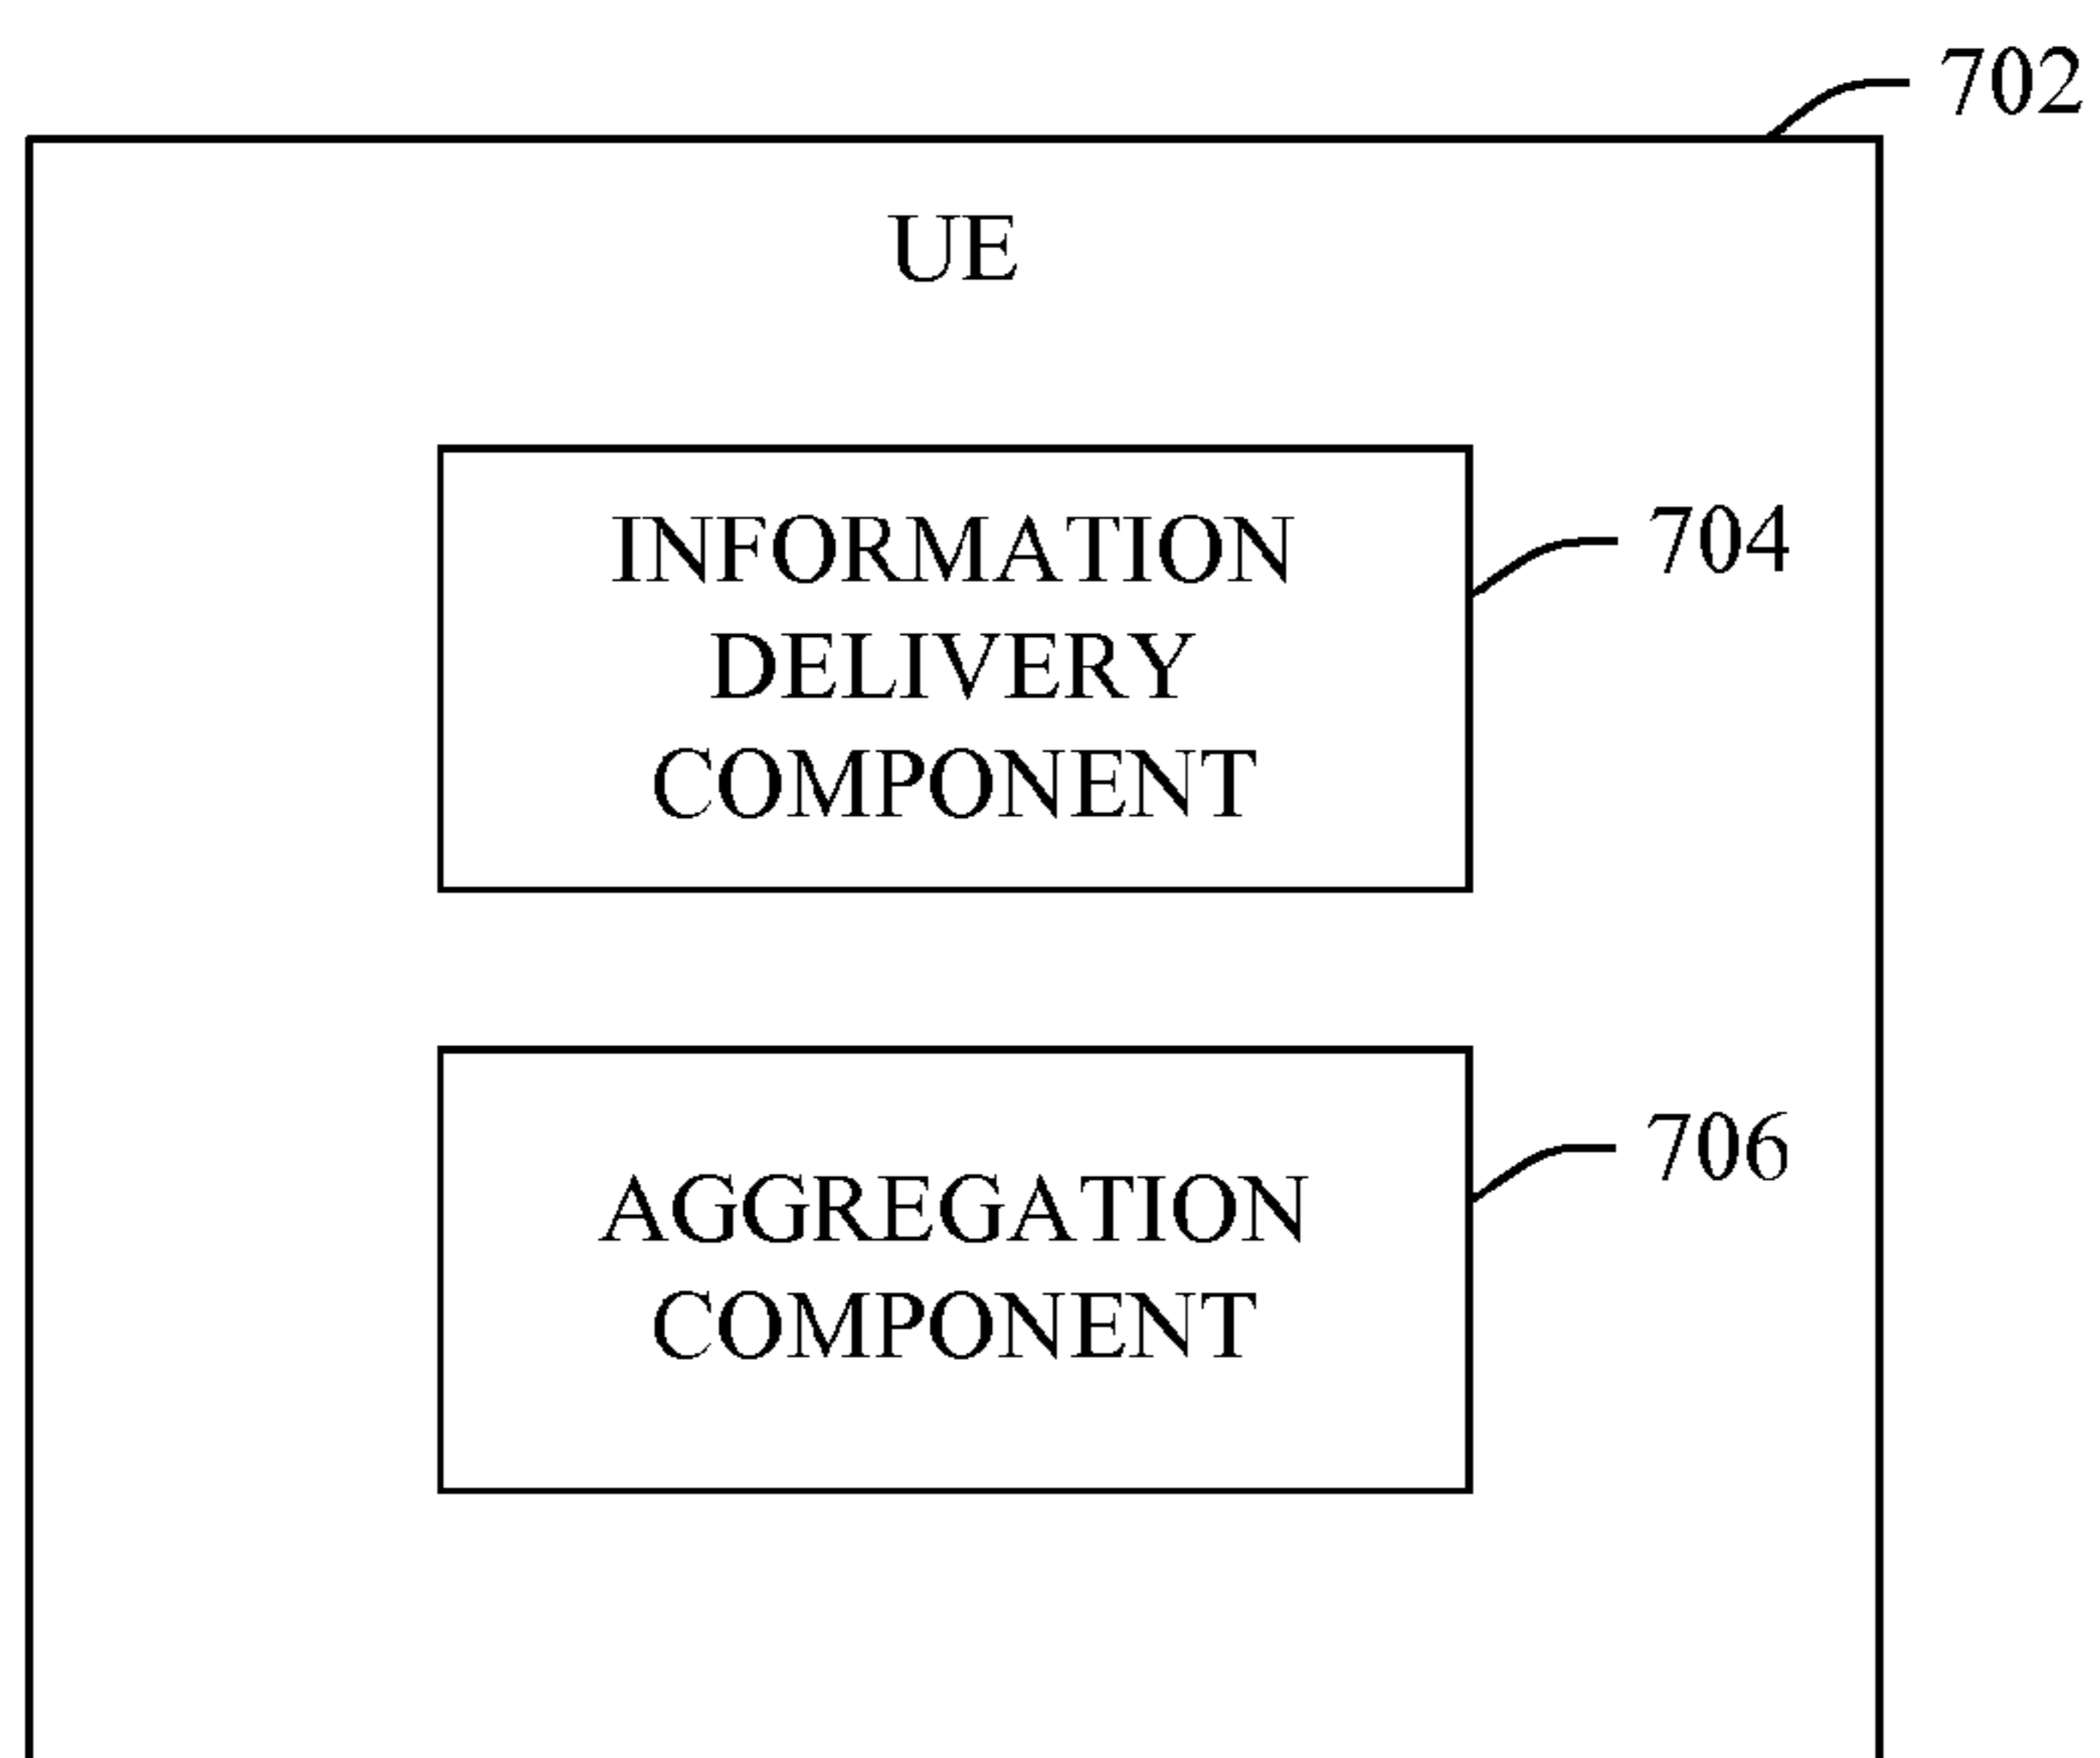 702
UE
INFORMATION
DELIVERY
COMPONENT
704
AGGREGATION
COMPONENT
706